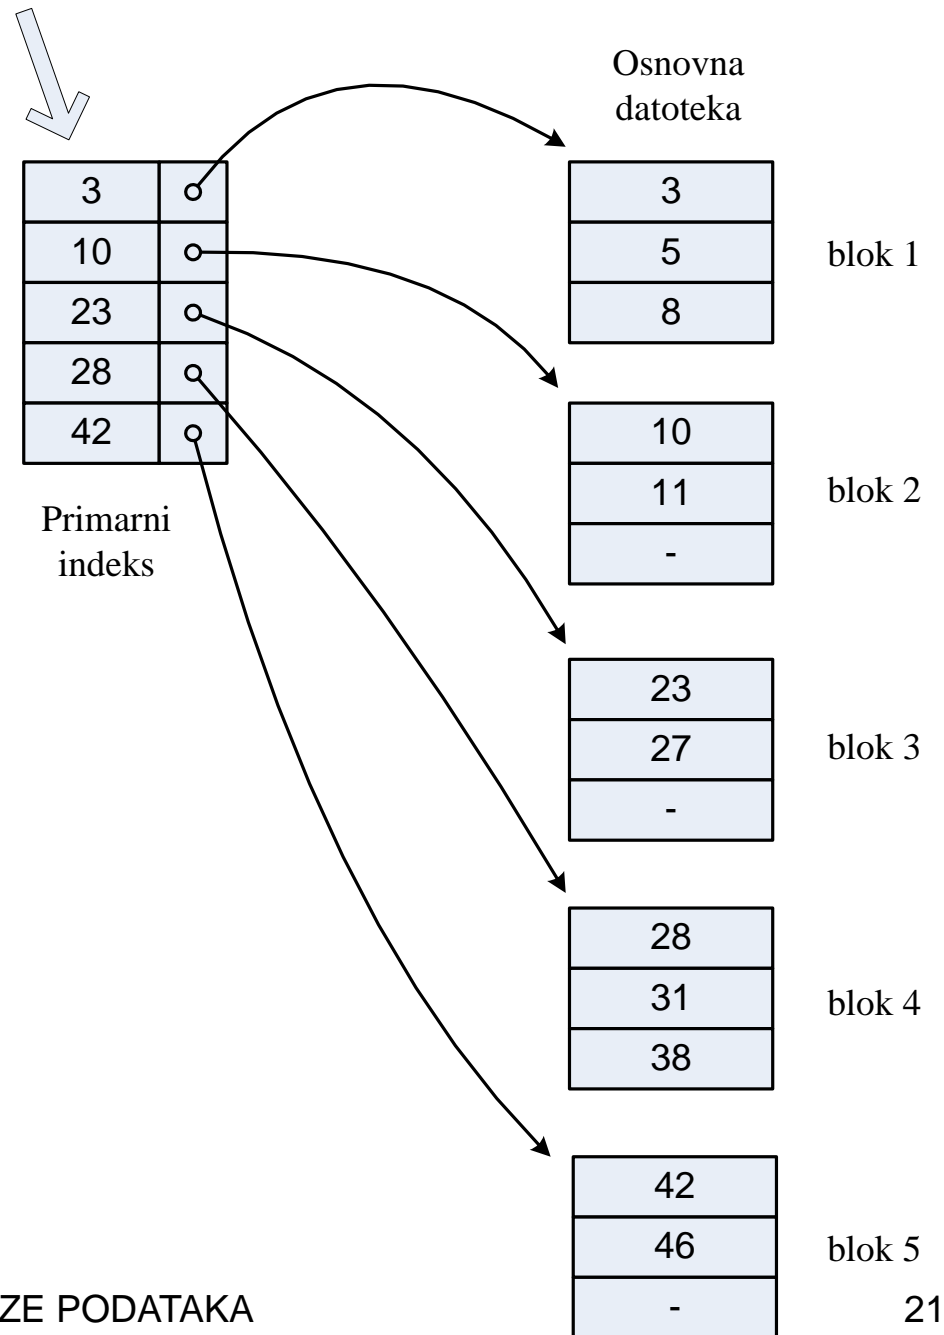 Osnovna
datoteka
3
10
23
28
42
Primarni
indeks
3
5
8
blok 1
10
11
-
blok 2
23
27
-
blok 3
28
31
38
blok 4
42
46
-
blok 5
ZE PODATAKA
21